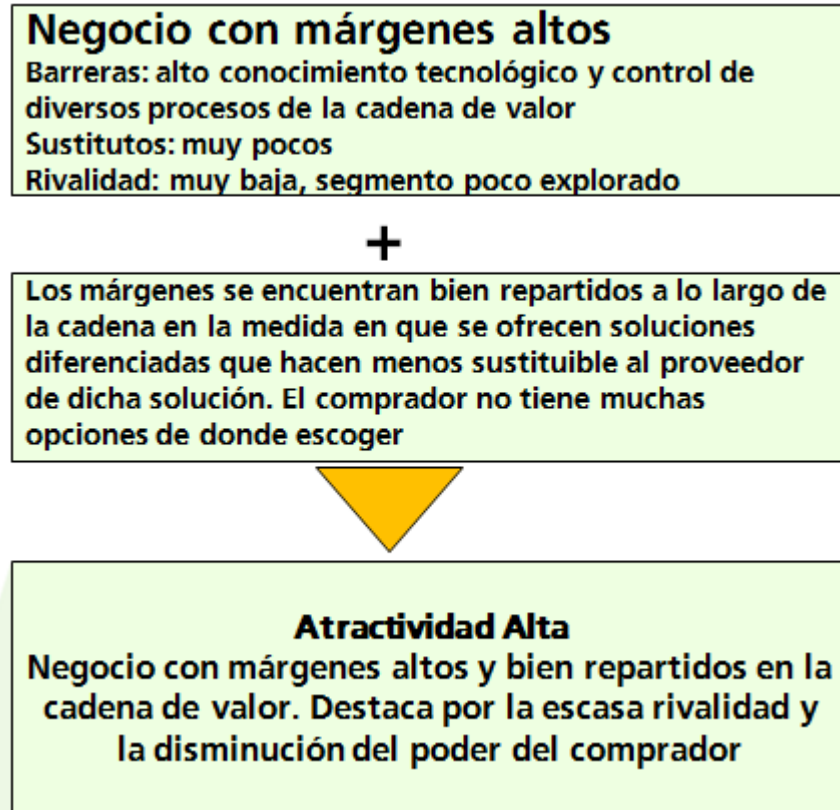 Negocio con márgenes altos
Barreras: alto conocimiento tecnológico y control de
diversos procesos de la cadena de valor
Sustitutos: muy pocos
Rivalidad: muy baja, segmento poco explorado
+
Los márgenes se encuentran bien repartidos a lo largo de
la cadena en la medida en que se ofrecen soluciones
diferenciadas que hacen menos sustituible al proveedor
de dicha solución. El comprador no tiene muchas
opciones de donde escoger
Atractividad Alta
Negocio con márgenes altos y bien repartidos en la
cadena de valor. Destaca por la escasa rivalidad y
la disminución del poder del comprador